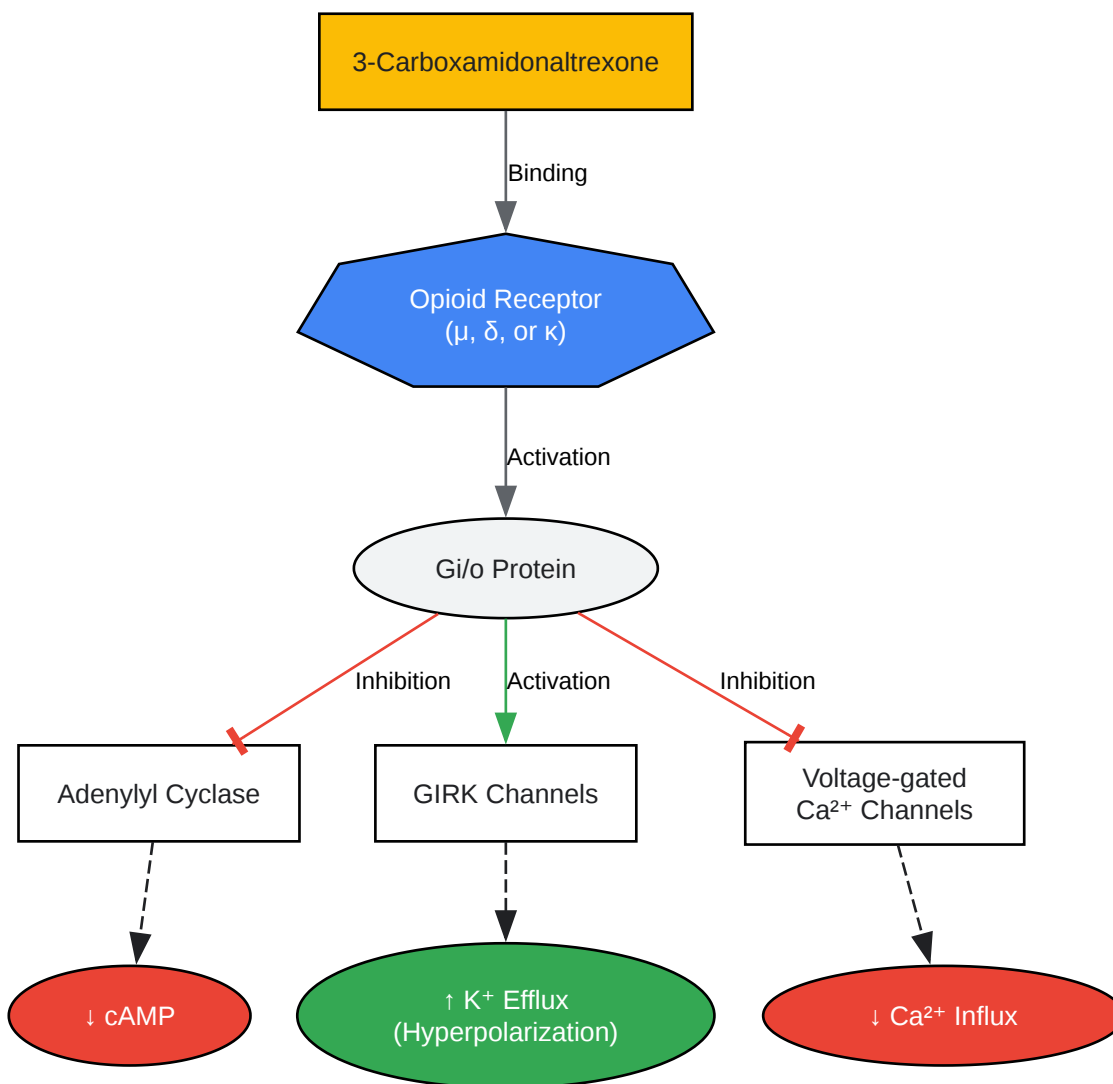 3-Carboxamidonaltrexone
Binding
Opioid Receptor
(μ, δ, or κ)
Activation
Gi/o Protein
Inhibition
Activation
Inhibition
Adenylyl Cyclase
GIRK Channels
Voltage-gated
Ca²⁺ Channels
↓ cAMP
↑ K⁺ Efflux
(Hyperpolarization)
↓ Ca²⁺ Influx